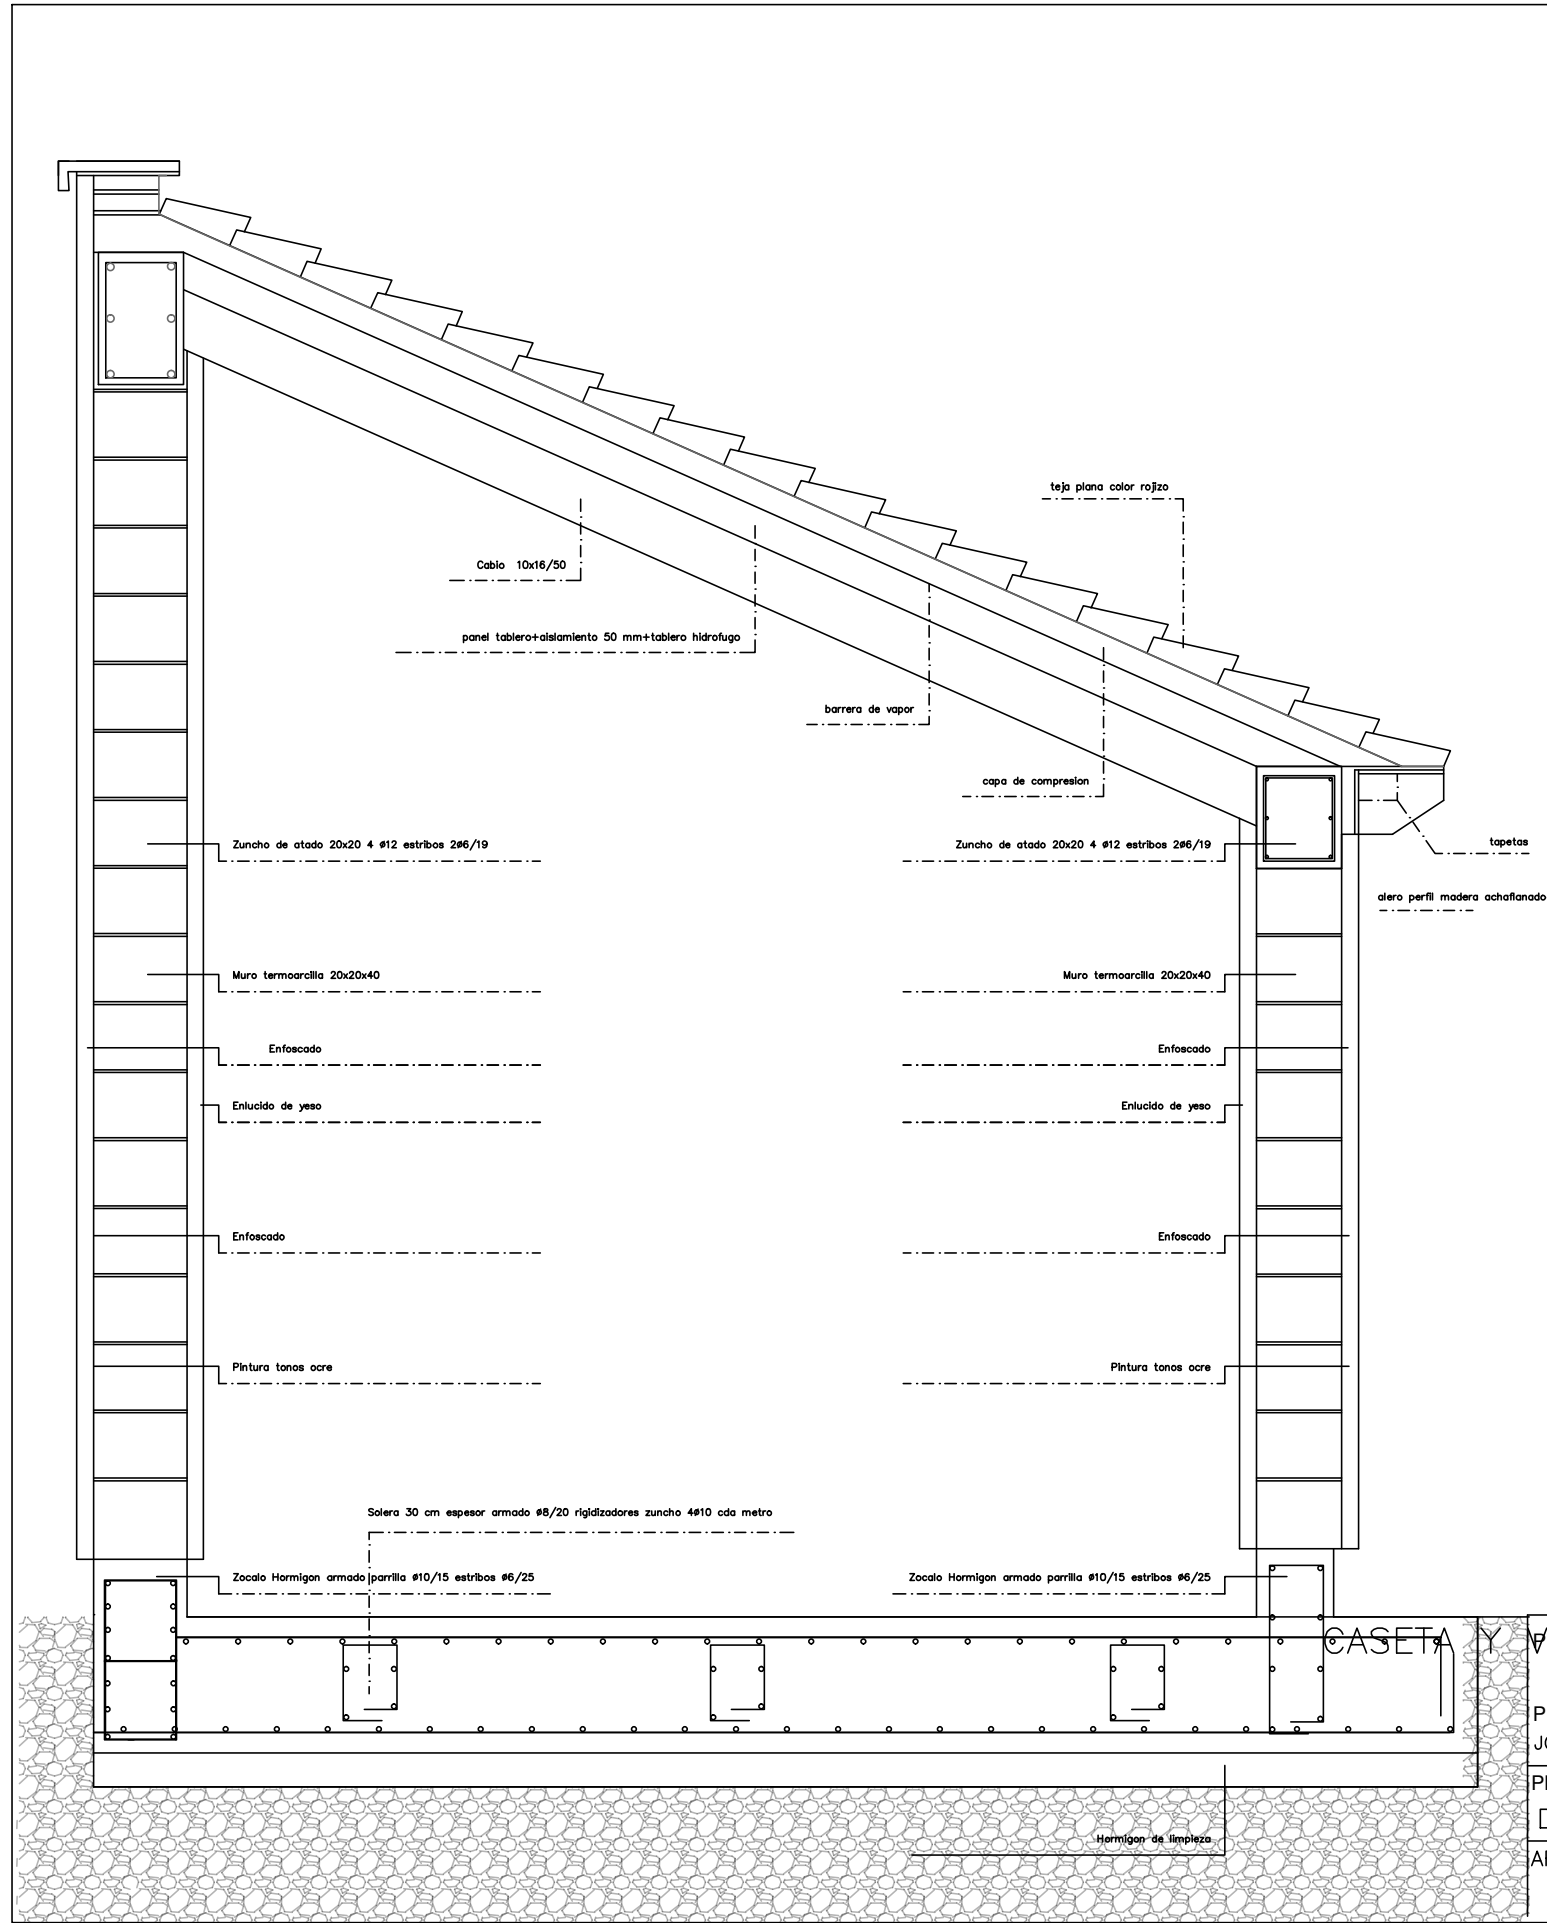 teja plana color rojizo
Cabio 10x16/50
panel tablero+aislamiento 50 mm+tablero hidrofugo
barrera de vapor
capa de compresion
Zuncho de atado 20x20 4 ø12 estribos 2ø6/19
Zuncho de atado 20x20 4 ø12 estribos 2ø6/19
tapetas
alero perfil madera achaflanado
Muro termoarcilla 20x20x40
Muro termoarcilla 20x20x40
Enfoscado
Enfoscado
Enlucido de yeso
Enlucido de yeso
Enfoscado
Enfoscado
Pintura tonos ocre
Pintura tonos ocre
Solera 30 cm espesor armado ø8/20 rigidizadores zuncho 4ø10 cda metro
Zocalo Hormigon armado parrilla ø10/15 estribos ø6/25
Zocalo Hormigon armado parrilla ø10/15 estribos ø6/25
CASETA Y
Hormigon de limpieza